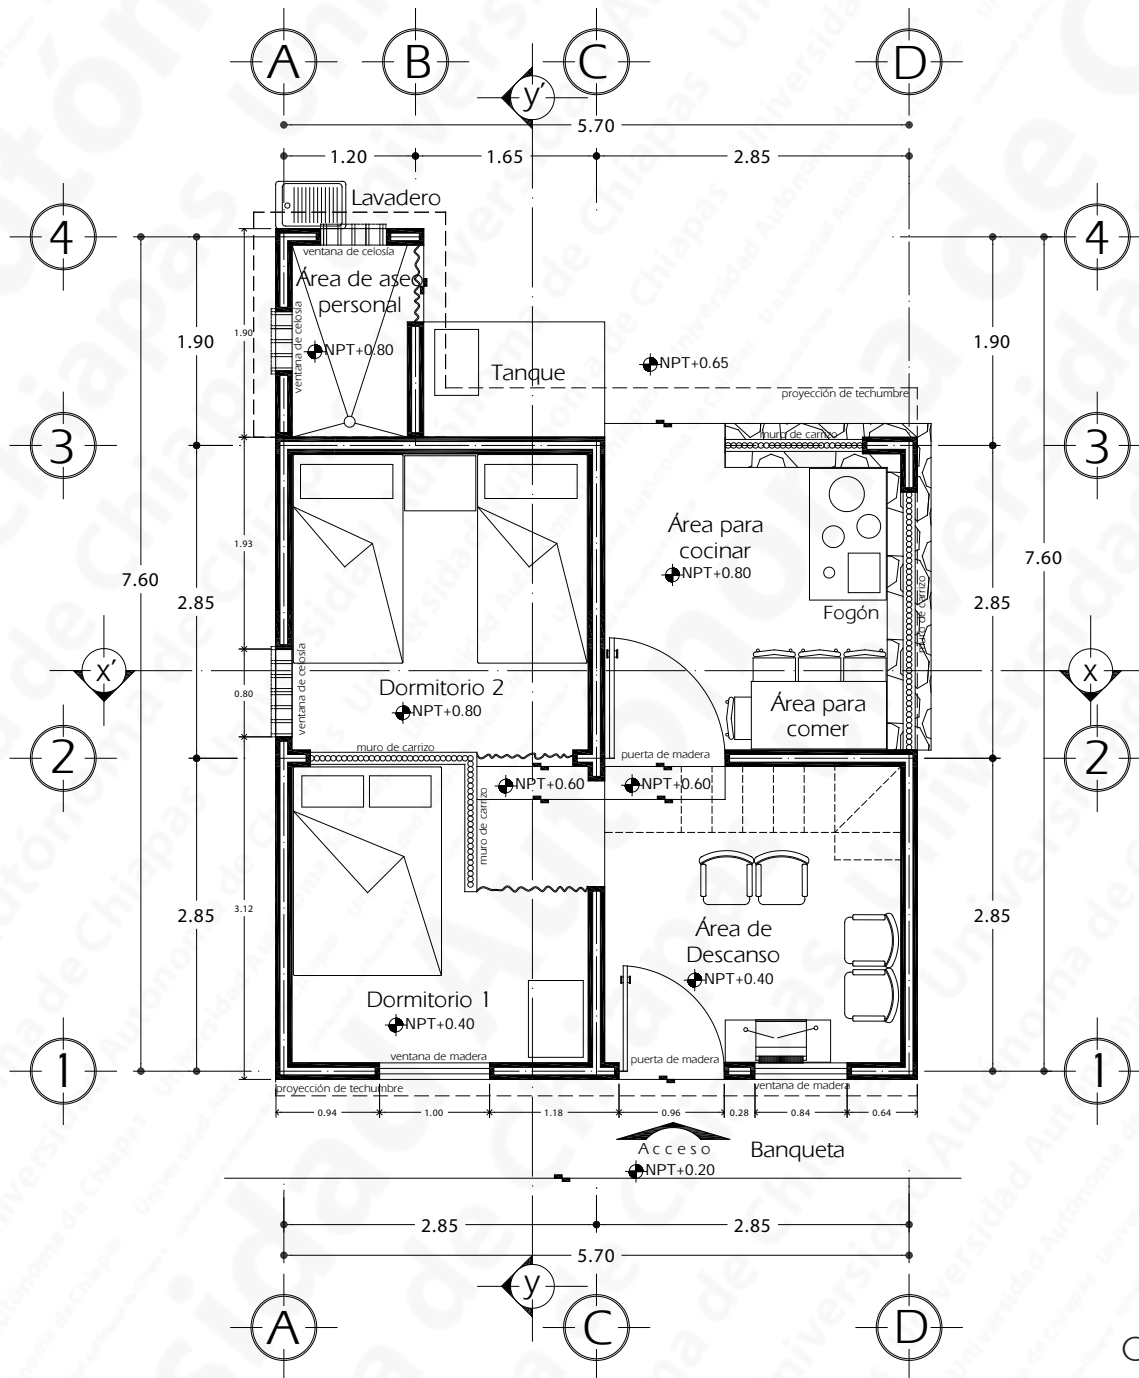 A
B
C
D
y'
5.70
1.20
1.65
2.85
Lavadero
4
4
ventana de celosía
Área de aseo
personal
ventana de celosía
NPT+0.80
1.90
1.90
1.90
Tanque
NPT+0.65
proyección de techumbre
3
3
muro de carrizo
Área para
cocinar
NPT+0.80
Fogón
muro de carrizo
1.93
7.60
7.60
2.85
2.85
x'
x
0.80
ventana de celosía
Dormitorio 2
NPT+0.80
Área para
comer
muro de carrizo
puerta de madera
2
2
NPT+0.60
NPT+0.60
muro de carrizo
2.85
3.12
2.85
Área de
Descanso
NPT+0.40
Dormitorio 1
NPT+0.40
ventana de madera
puerta de madera
1
1
proyección de techumbre
ventana de madera
0.94
1.00
1.18
0.96
0.28
0.84
0.64
Acceso
Banqueta
NPT+0.20
2.85
2.85
5.70
y
A
C
D
Universidad Autónoma de Chiapas